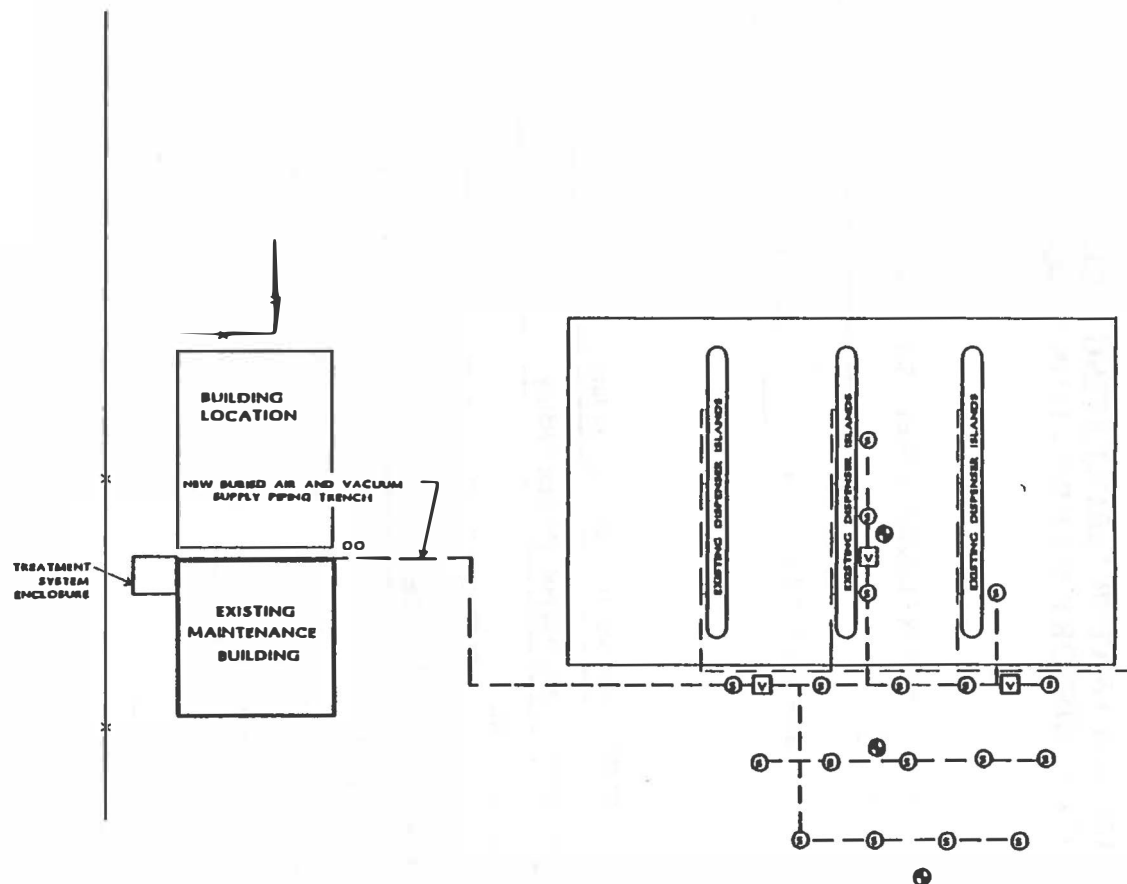 BUILDING
LOCATION
NEW BURIED AIR AND VACUUM
SUPPLY PIPING TRENCH
OO
TREATMENT
SYSTEM
ENCLOSURE
EXISTING
MAINTENANCE
BUILDING
EXISTING DISPENSER ISLANDS
EXISTING DISPENSER ISLANDS
EXISTING DISPENSER ISLANDS
S
S
V
S
S
S V S S S V S
S S S S S
S S S S